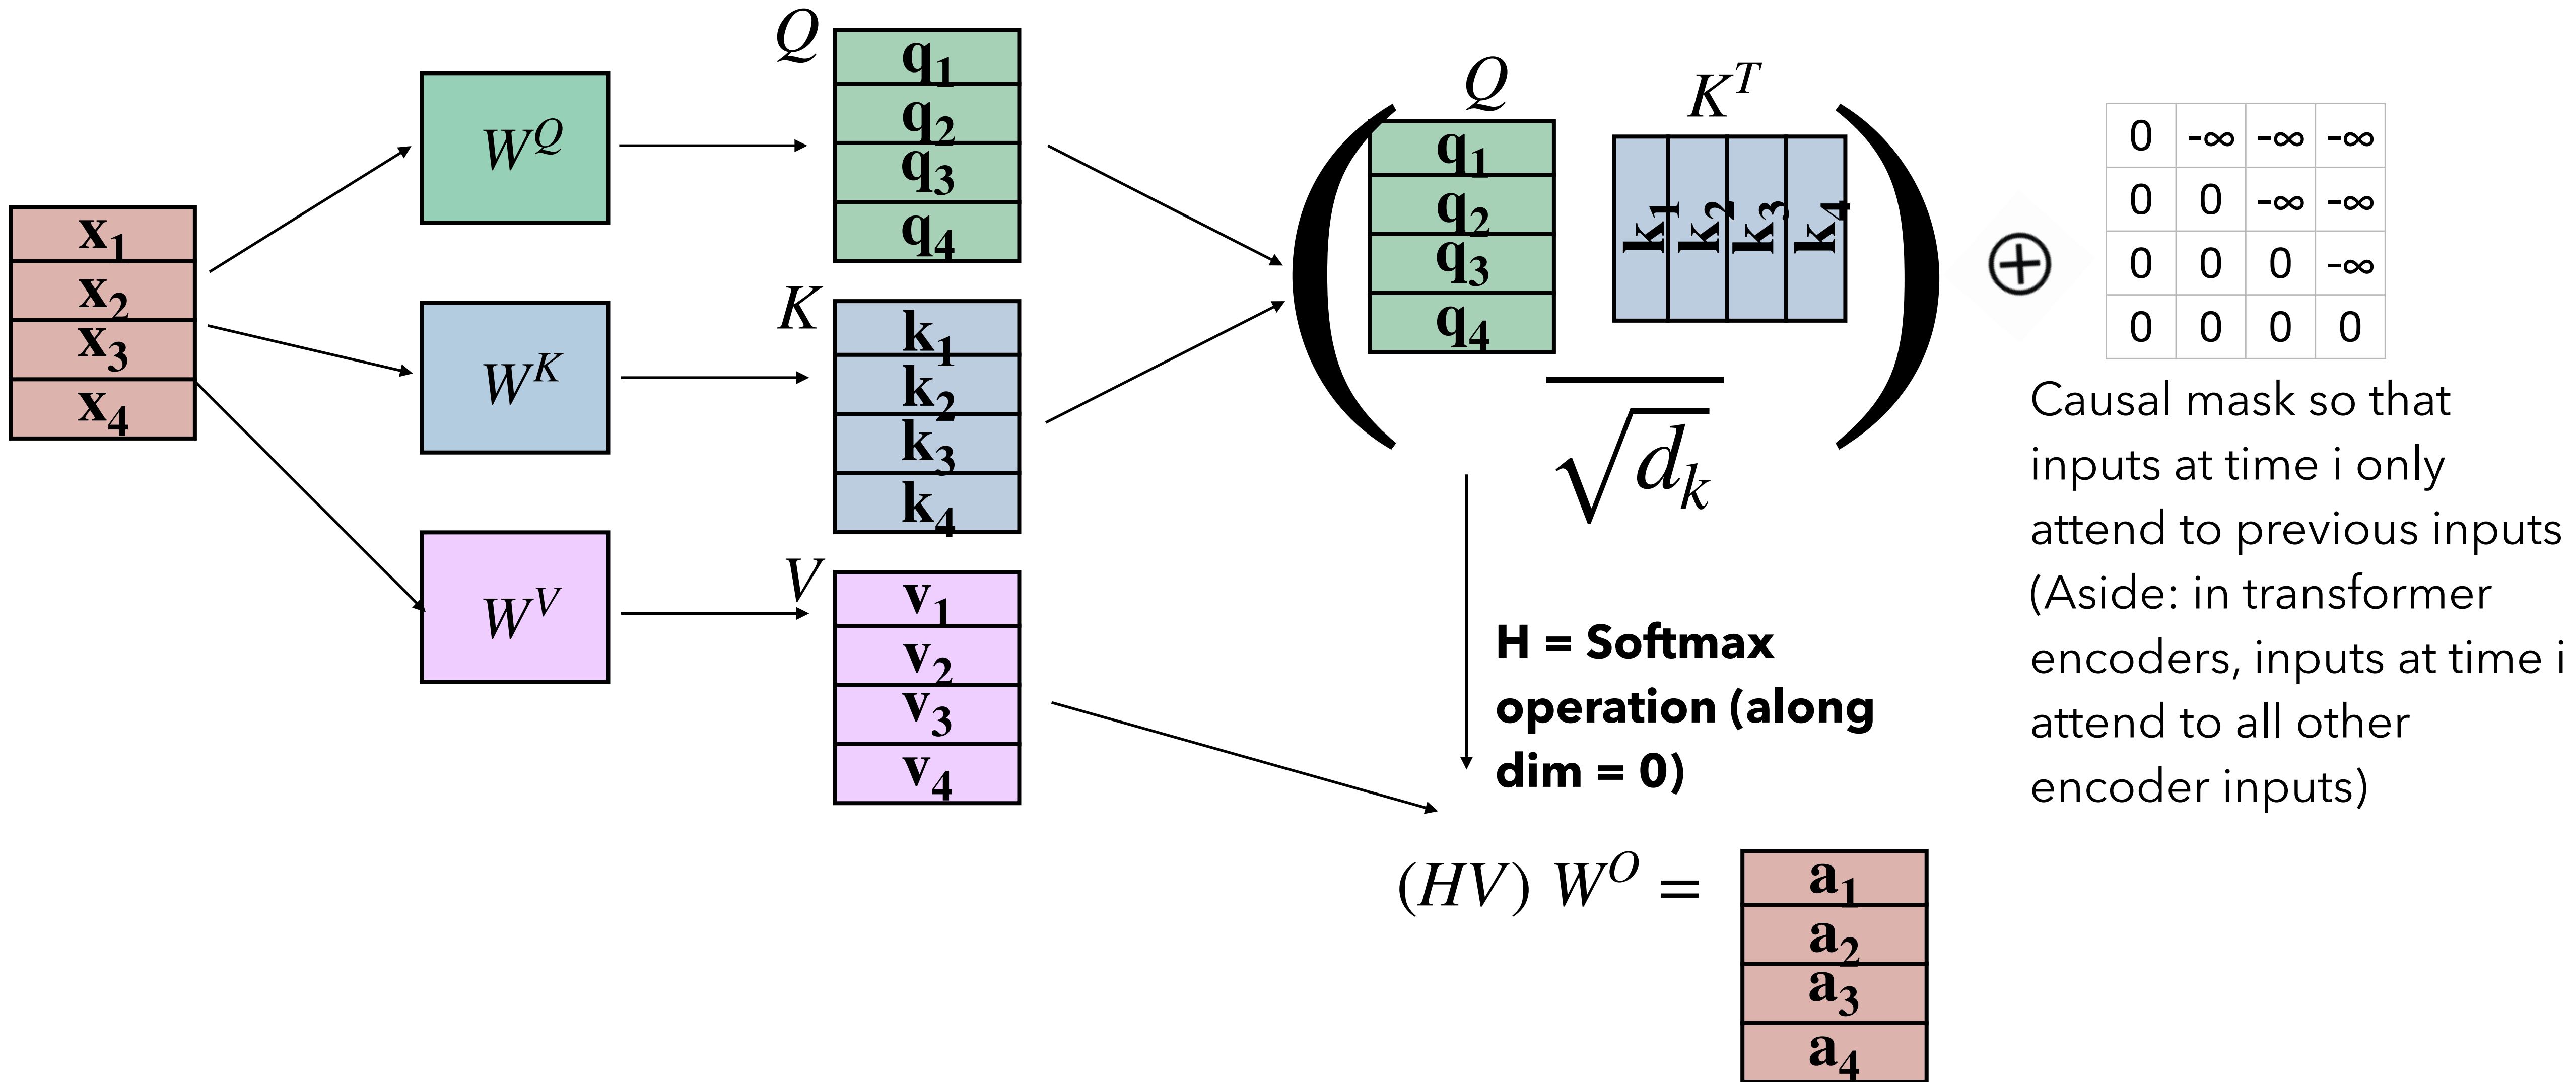 x₁
x₂
x₃
x₄
W^Q
W^K
W^V
Q
q₁
q₂
q₃
q₄
K
k₁
k₂
k₃
k₄
V
v₁
v₂
v₃
v₄
Q
q₁
q₂
q₃
q₄
K^T
k₁ k₂ k₃ k₄
√d_k
⊕
0 -∞ -∞ -∞
0 0 -∞ -∞
0 0 0 -∞
0 0 0 0
Causal mask so that
inputs at time i only
attend to previous inputs
(Aside: in transformer
encoders, inputs at time i
attend to all other
encoder inputs)
H = Softmax
operation (along
dim = 0)
(HV) W^O =
a₁
a₂
a₃
a₄